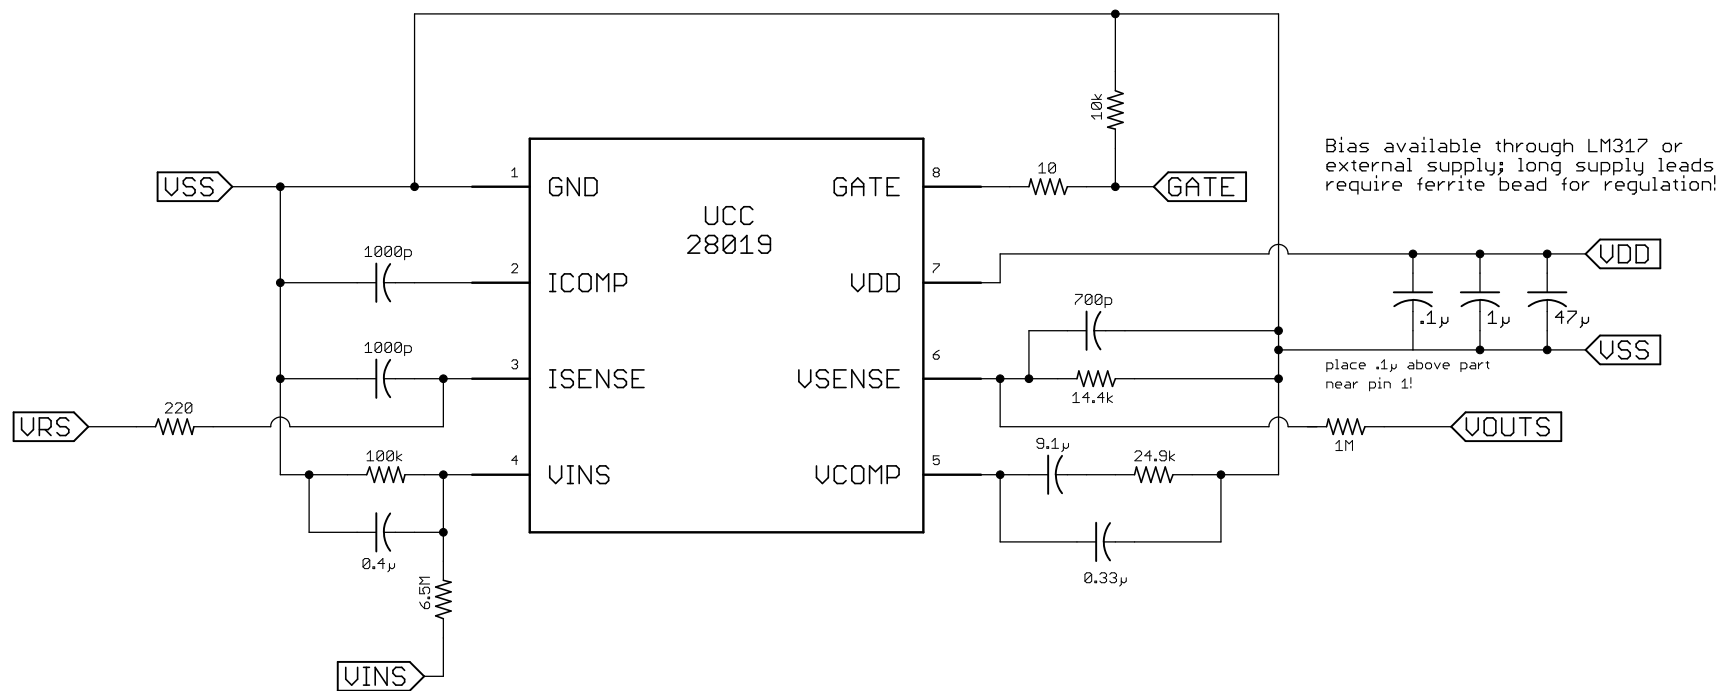 10k
Bias available through LM317 or
external supply; long supply leads
require ferrite bead for regulation!
VSS
1
GND
GATE
8
10
GATE
UCC
28019
1000p
2
ICOMP
VDD
7
VDD
700p
.1µ
1µ
47µ
1000p
3
ISENSE
VSENSE
6
VSS
place .1µ above part
near pin 1!
14.4k
VRS
220
VOUTS
1M
100k
4
VINS
VCOMP
5
9.1µ
24.9k
0.4µ
0.33µ
6.5M
VINS